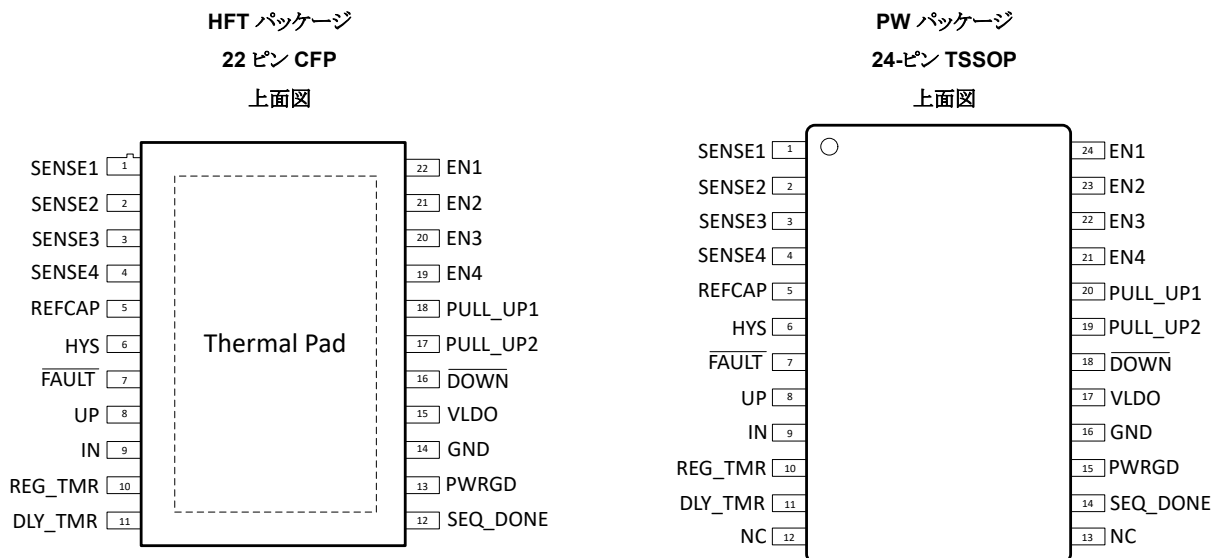 HFT パッケージ
22 ピン CFP
上面図
SENSE1 1
SENSE2 2
SENSE3 3
SENSE4 4
REFCAP 5
HYS 6
FAULT 7
UP 8
IN 9
REG_TMR 10
DLY_TMR 11
Thermal Pad
22 EN1
21 EN2
20 EN3
19 EN4
18 PULL_UP1
17 PULL_UP2
16 DOWN
15 VLDO
14 GND
13 PWRGD
12 SEQ_DONE
PW パッケージ
24-ピン TSSOP
上面図
SENSE1 1
SENSE2 2
SENSE3 3
SENSE4 4
REFCAP 5
HYS 6
FAULT 7
UP 8
IN 9
REG_TMR 10
DLY_TMR 11
NC 12
24 EN1
23 EN2
22 EN3
21 EN4
20 PULL_UP1
19 PULL_UP2
18 DOWN
17 VLDO
16 GND
15 PWRGD
14 SEQ_DONE
13 NC